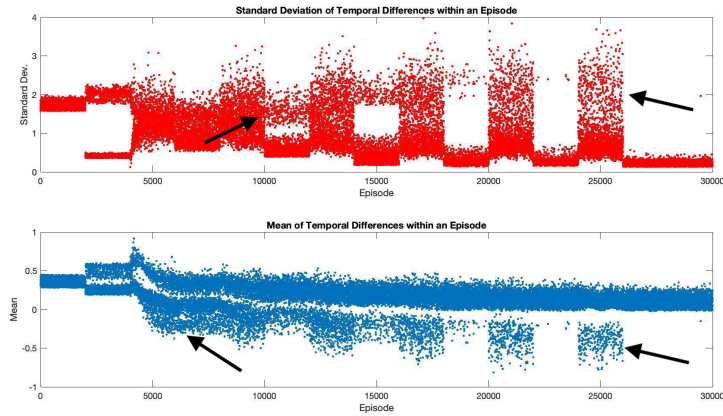 Standard Deviation of Temporal Differences within an Episode
4
3
2
1
0
Standard Dev.
0 5000 10000 15000 20000 25000 30000
Episode
Mean of Temporal Differences within an Episode
1
0.5
0
-0.5
-1
Mean
0 5000 10000 15000 20000 25000 30000
Episode